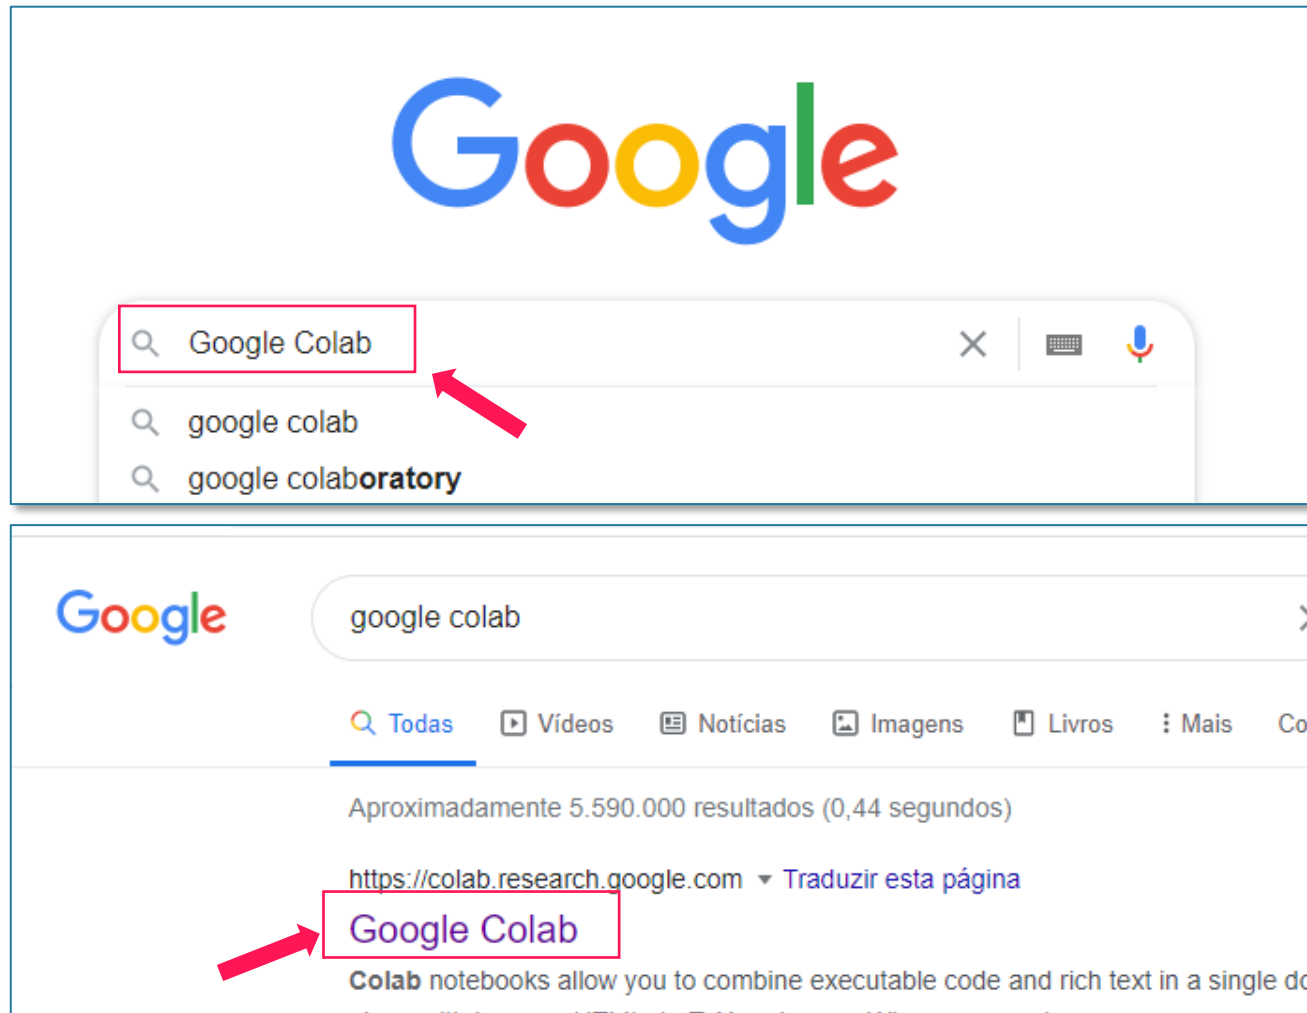 Google
Google Colab
google colab
google colaboratory
Google
google colab
Todas Vídeos Notícias Imagens Livros Mais Co
Aproximadamente 5.590.000 resultados (0,44 segundos)
https://colab.research.google.com Traduzir esta página
Google Colab
Colab notebooks allow you to combine executable code and rich text in a single do